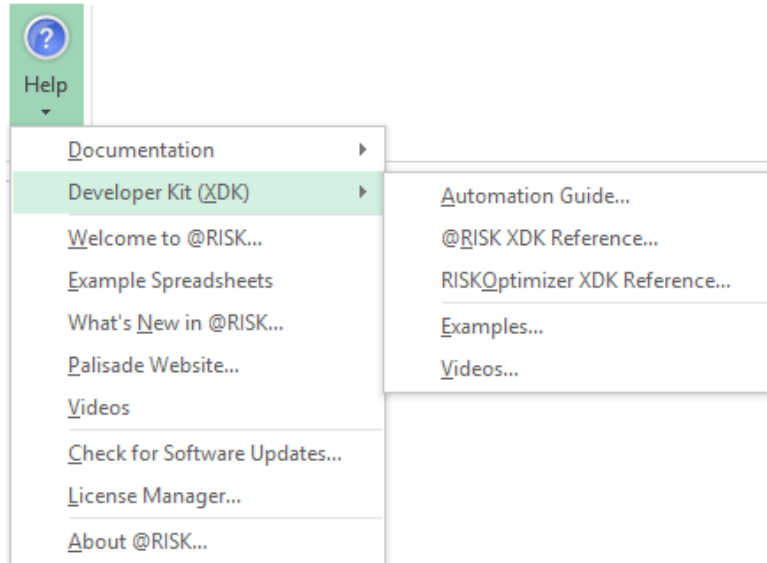 ?
Help
Documentation
Developer Kit (XDK)
Welcome to @RISK...
Example Spreadsheets
What's New in @RISK...
Palisade Website...
Videos
Check for Software Updates...
License Manager...
About @RISK...
Automation Guide...
@RISK XDK Reference...
RISKOptimizer XDK Reference...
Examples...
Videos...